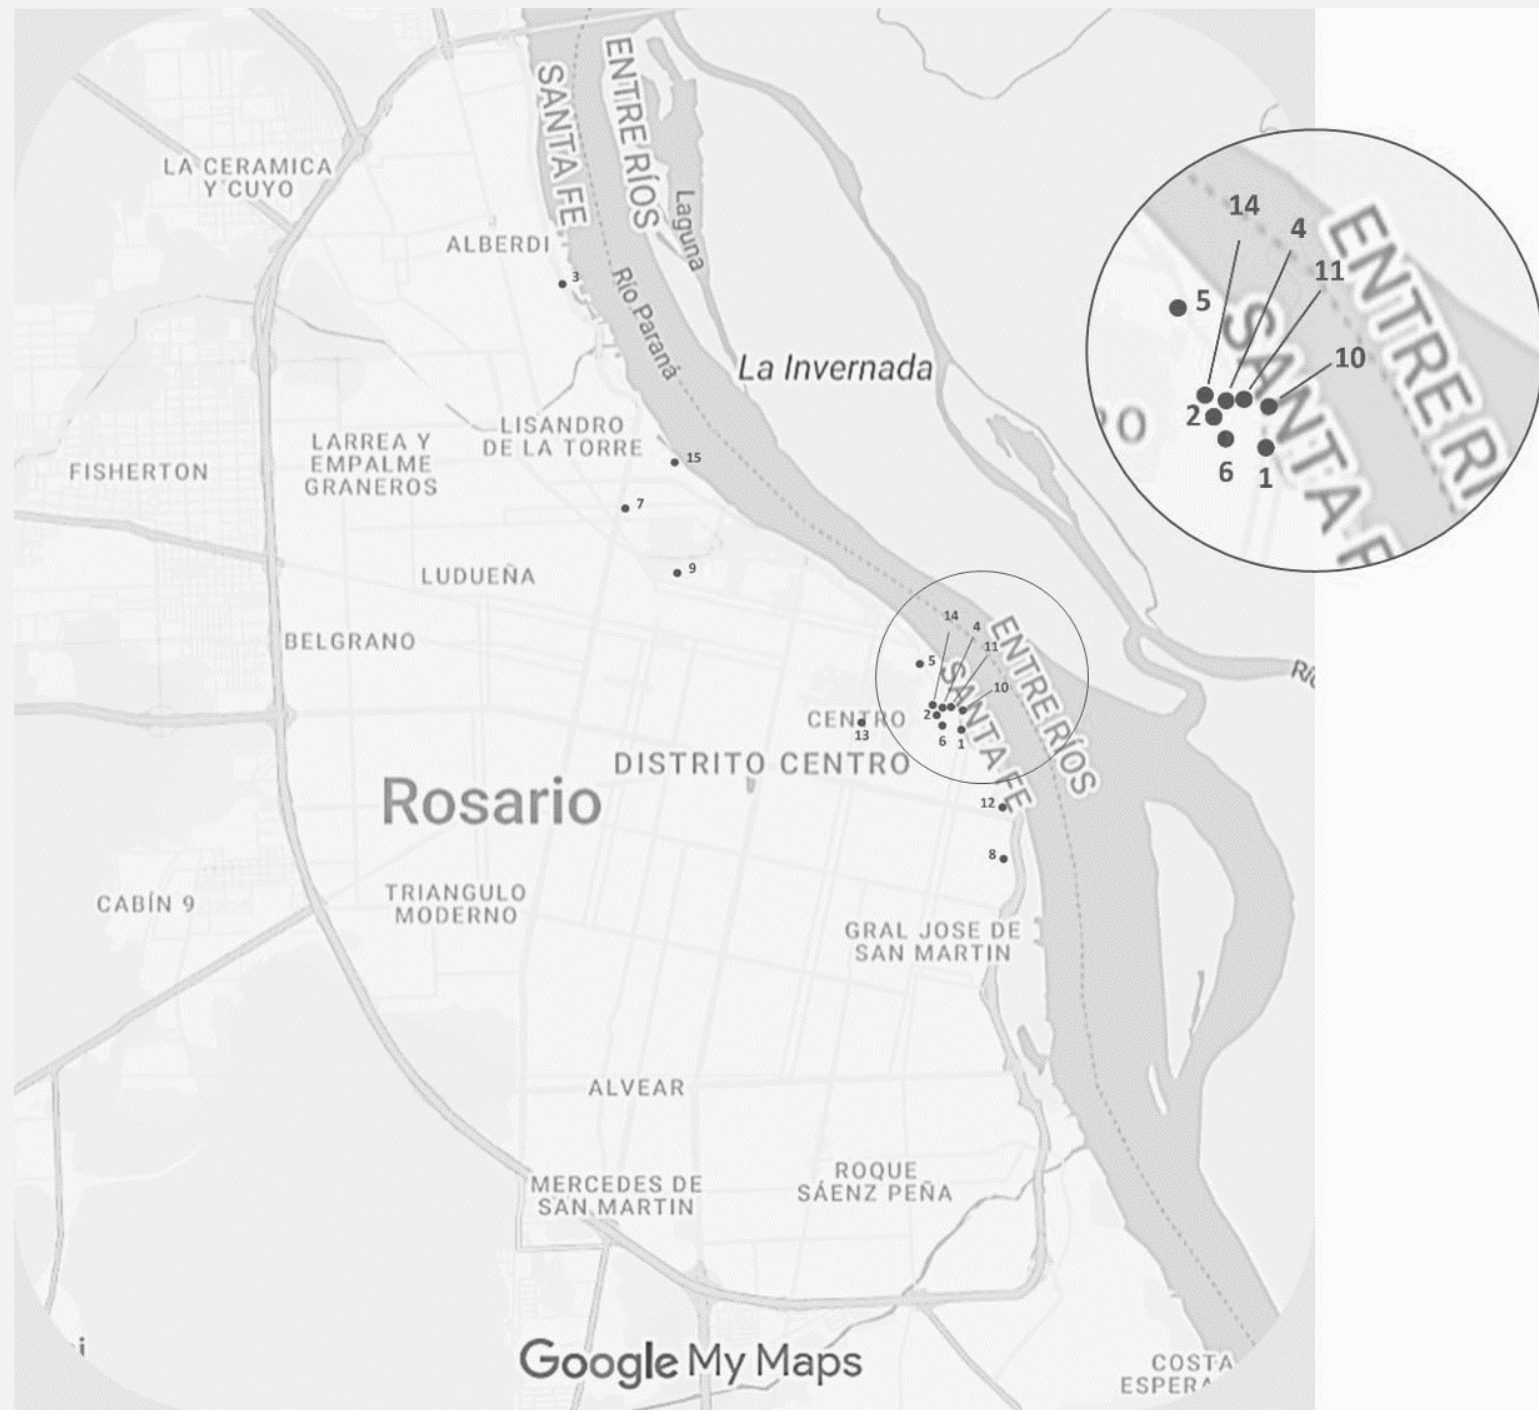 SANTA FE
ENTRE RÍOS
LA CERAMICA
Y CUYO
Laguna
14
4
ALBERDI
11
3
Río Paraná
5
ENTRE RÍ
SANTA F
10
La Invernada
2
O
6
1
LISANDRO
DE LA TORRE
LARREA Y
EMPALME
GRANEROS
FISHERTON
15
7
9
LUDUEÑA
14
4
BELGRANO
11
ENTRE RÍOS
5
SANTA FE
10
2
CENTRO
13
6
1
DISTRITO CENTRO
Rosario
12
8
TRIANGULO
MODERNO
CABÍN 9
GRAL JOSE DE
SAN MARTIN
ALVEAR
ROQUE
SÁENZ PEÑA
MERCEDES DE
SAN MARTIN
Google My Maps
COSTA